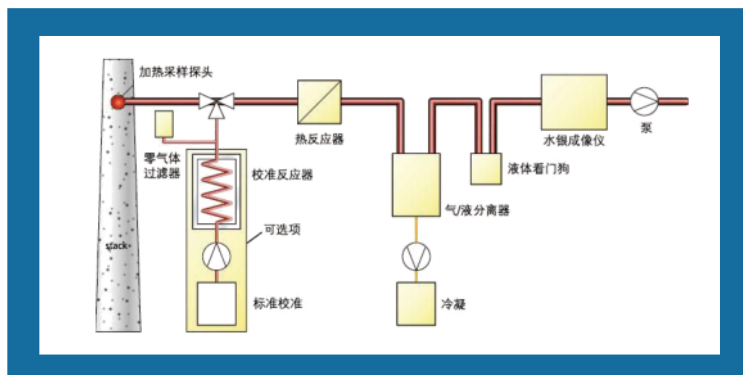 加热采样探头
热反应器
水银成像仪
泵
零气体
过滤器
校准反应器
液体看门狗
气/液分离器
可选项
stack
标准校准
冷凝